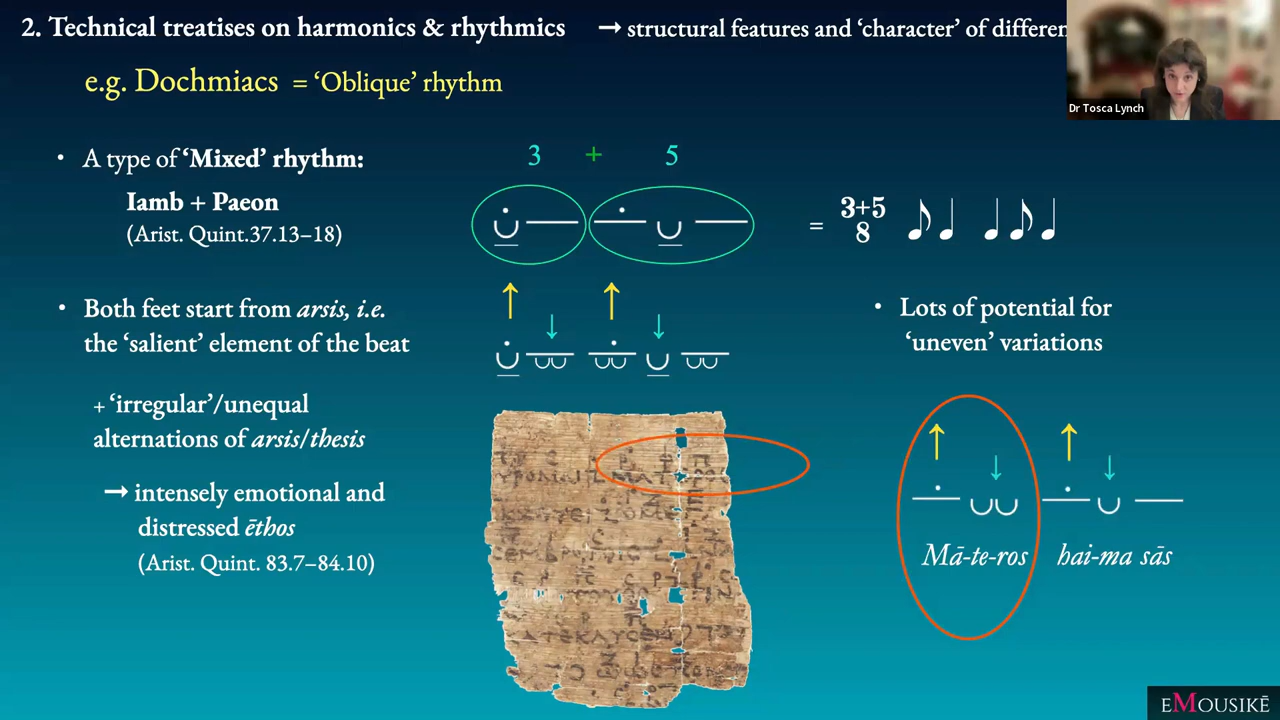 2. Technical treatises on harmonics & rhythmics → structural features and ‘character’ of differen
Dr Tosca Lynch
e.g. Dochmiacs = ‘Oblique’ rhythm
• A type of ‘Mixed’ rhythm:
Iamb + Paeon
(Arist. Quint.37.13–18)
3 + 5
= 3+5
8
• Both feet start from arsis, i.e.
the ‘salient’ element of the beat
+ ‘irregular’/unequal
alternations of arsis/thesis
→ intensely emotional and
distressed ēthos
(Arist. Quint. 83.7–84.10)
• Lots of potential for
‘uneven’ variations
Mā-te-ros hai-ma sās
eMOUSIKĒ